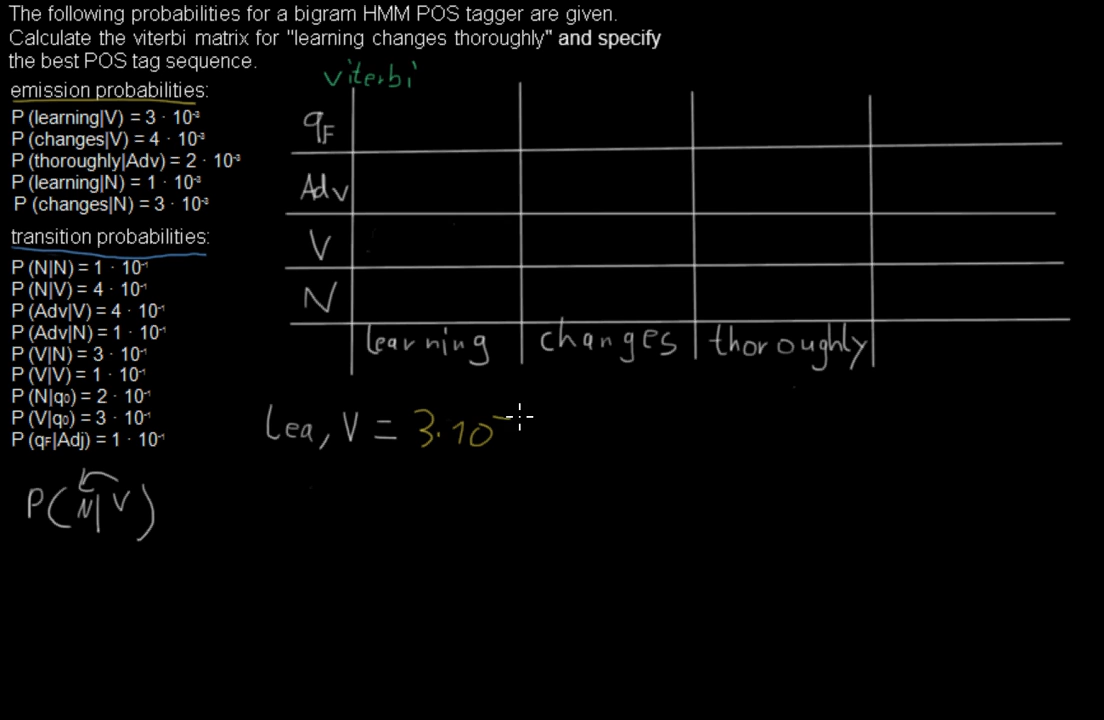 The following probabilities for a bigram HMM POS tagger are given.
Calculate the viterbi matrix for "learning changes thoroughly" and specify
the best POS tag sequence.
viterbi
emission probabilities:
P (learning|V) = 3 · 10⁻³
P (changes|V) = 4 · 10⁻³
P (thoroughly|Adv) = 2 · 10⁻³
P (learning|N) = 1 · 10⁻³
P (changes|N) = 3 · 10⁻³
transition probabilities:
P (N|N) = 1 · 10⁻¹
P (N|V) = 4 · 10⁻¹
P (Adv|V) = 4 · 10⁻¹
P (Adv|N) = 1 · 10⁻¹
P (V|N) = 3 · 10⁻¹
P (V|V) = 1 · 10⁻¹
P (N|q₀) = 2 · 10⁻¹
P (V|q₀) = 3 · 10⁻¹
P (qF|Adj) = 1 · 10⁻¹
P(N|V)
qF
Adv
V
N
learning changes thoroughly
Lea, V = 3·10⁻